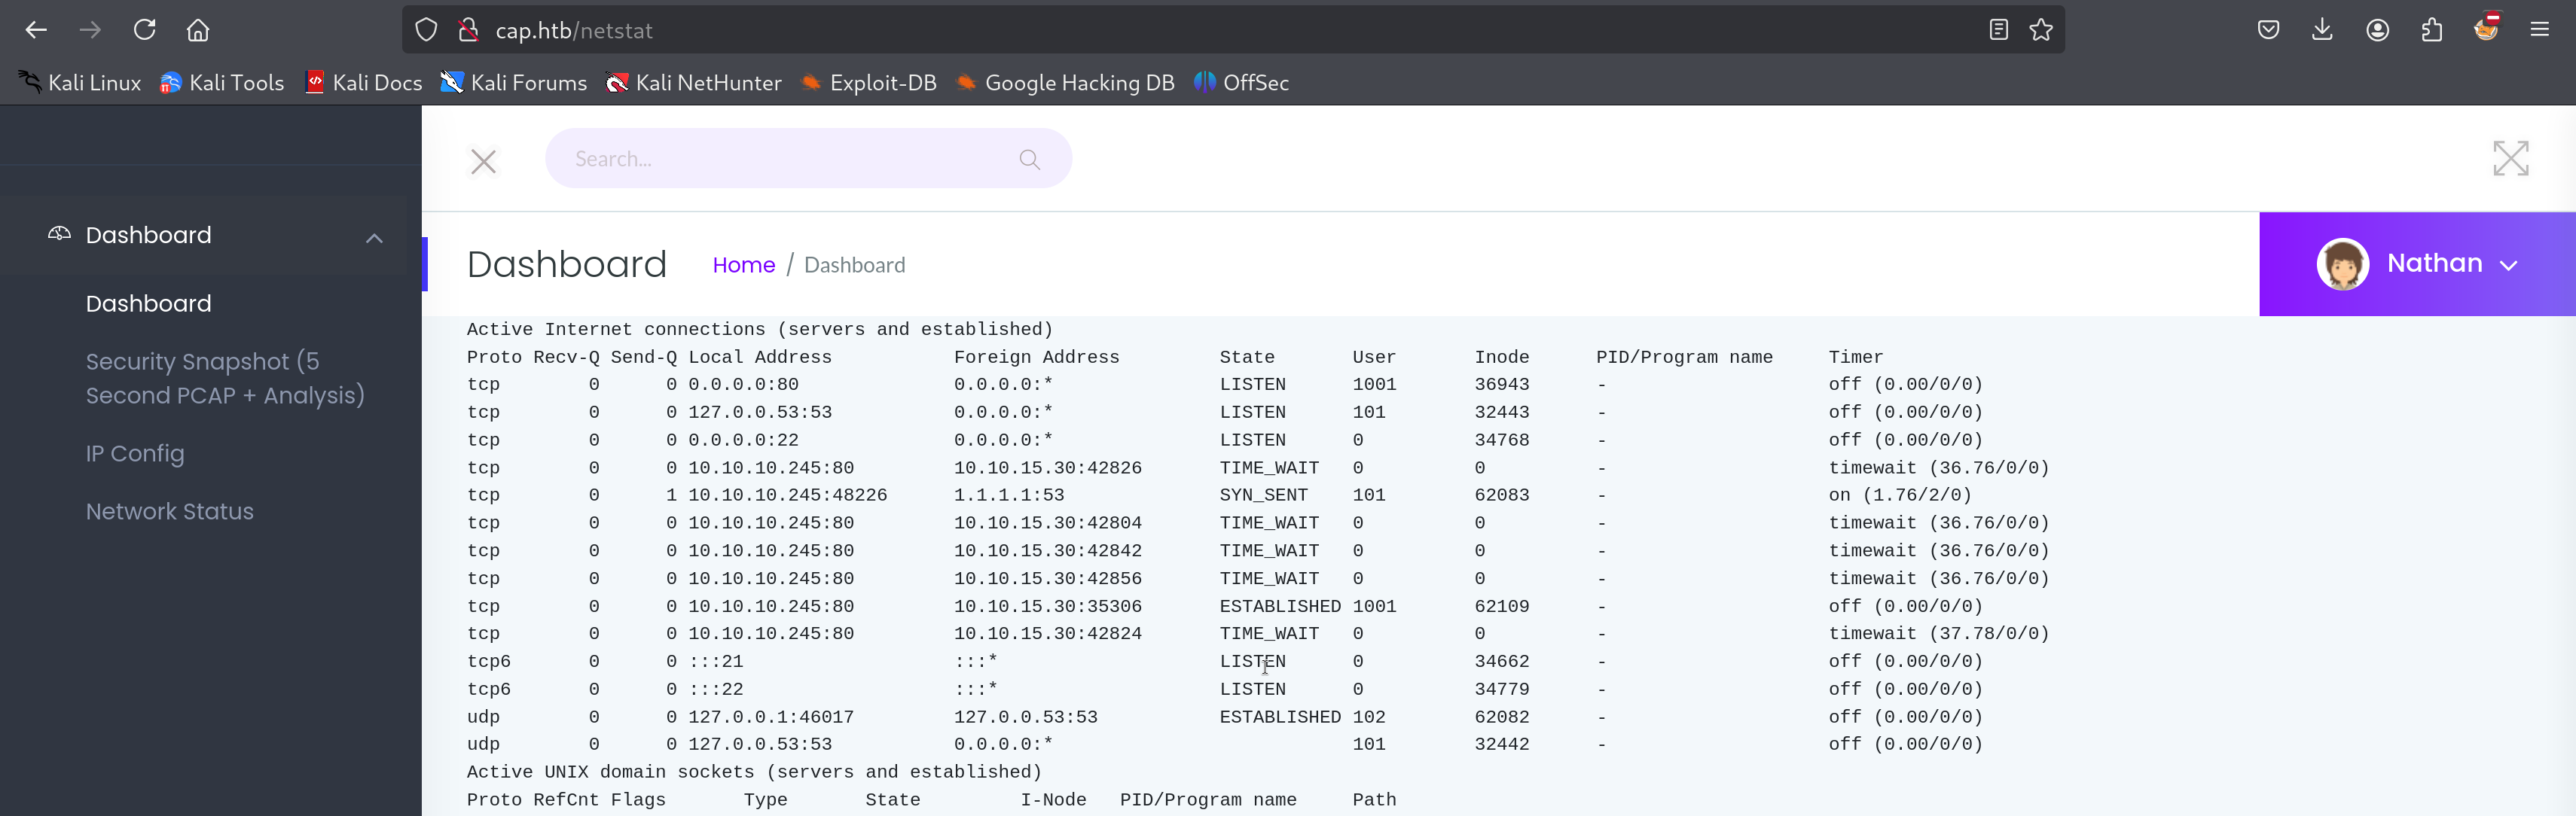 cap.htb/netstat
Kali Linux Kali Tools Kali Docs Kali Forums Kali NetHunter Exploit-DB Google Hacking DB OffSec
Search...
Dashboard
Dashboard
Security Snapshot (5
Second PCAP + Analysis)
IP Config
Network Status
Dashboard Home / Dashboard
Nathan
Active Internet connections (servers and established)
Proto Recv-Q Send-Q Local Address Foreign Address State User Inode PID/Program name Timer
tcp 0 0 0.0.0.0:80 0.0.0.0:* LISTEN 1001 36943 - off (0.00/0/0)
tcp 0 0 127.0.0.53:53 0.0.0.0:* LISTEN 101 32443 - off (0.00/0/0)
tcp 0 0 0.0.0.0:22 0.0.0.0:* LISTEN 0 34768 - off (0.00/0/0)
tcp 0 0 10.10.10.245:80 10.10.15.30:42826 TIME_WAIT 0 0 - timewait (36.76/0/0)
tcp 0 1 10.10.10.245:48226 1.1.1.1:53 SYN_SENT 101 62083 - on (1.76/2/0)
tcp 0 0 10.10.10.245:80 10.10.15.30:42804 TIME_WAIT 0 0 - timewait (36.76/0/0)
tcp 0 0 10.10.10.245:80 10.10.15.30:42842 TIME_WAIT 0 0 - timewait (36.76/0/0)
tcp 0 0 10.10.10.245:80 10.10.15.30:42856 TIME_WAIT 0 0 - timewait (36.76/0/0)
tcp 0 0 10.10.10.245:80 10.10.15.30:35306 ESTABLISHED 1001 62109 - off (0.00/0/0)
tcp 0 0 10.10.10.245:80 10.10.15.30:42824 TIME_WAIT 0 0 - timewait (37.78/0/0)
tcp6 0 0 :::21 :::* LISTEN 0 34662 - off (0.00/0/0)
tcp6 0 0 :::22 :::* LISTEN 0 34779 - off (0.00/0/0)
udp 0 0 127.0.0.1:46017 127.0.0.53:53 ESTABLISHED 102 62082 - off (0.00/0/0)
udp 0 0 127.0.0.53:53 0.0.0.0:* 101 32442 - off (0.00/0/0)
Active UNIX domain sockets (servers and established)
Proto RefCnt Flags Type State I-Node PID/Program name Path